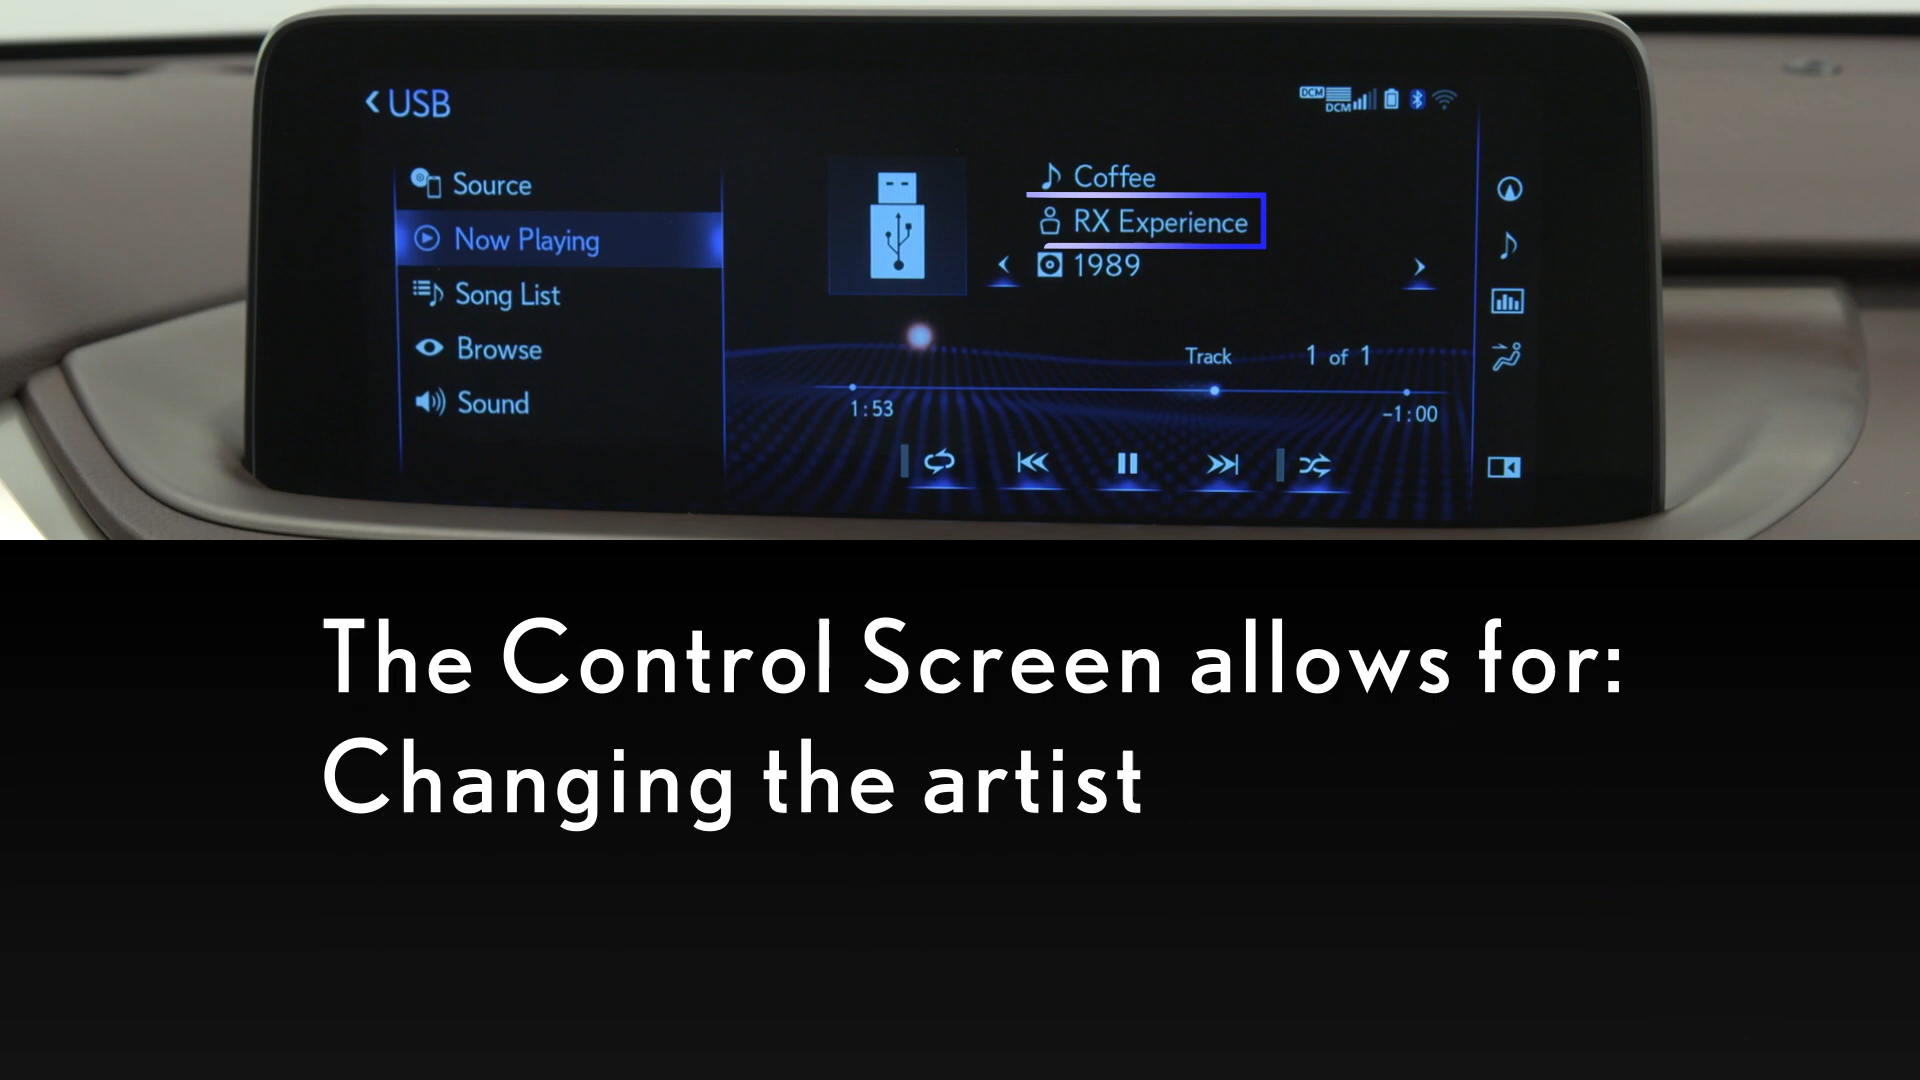 USB
DCM
DCM
Source
Now Playing
Song List
Browse
Sound
Coffee
RX Experience
1989
Track 1 of 1
1:53
-1:00
The Control Screen allows for:
Changing the artist